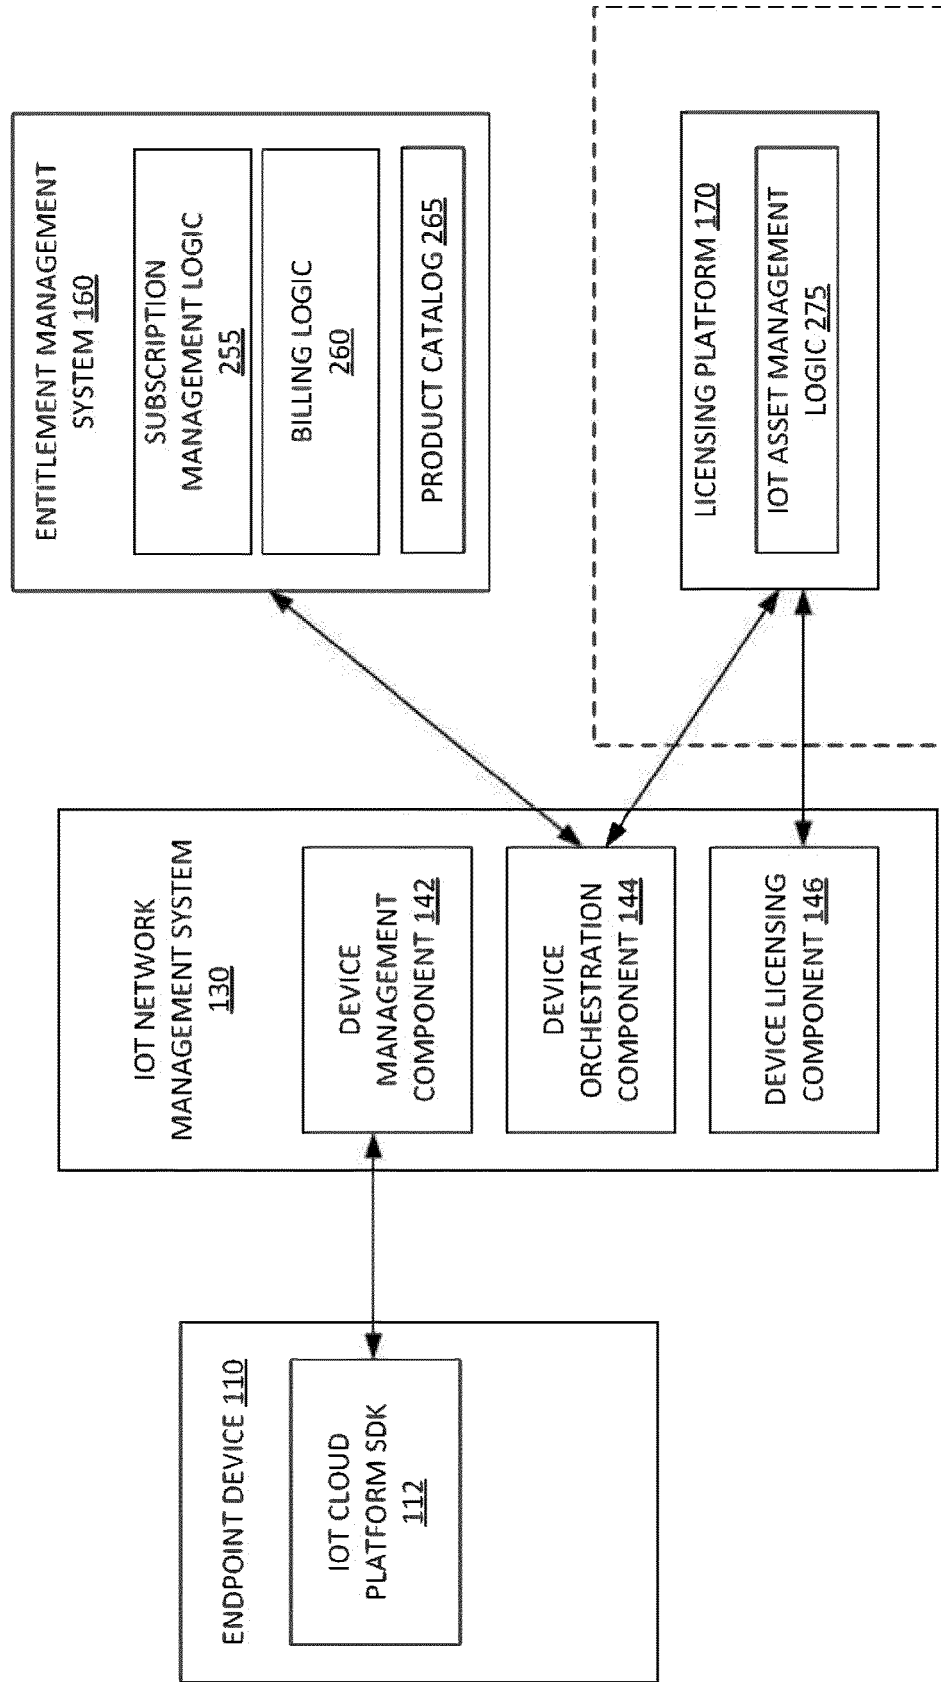 ENDPOINT DEVICE 110
IOT CLOUD
PLATFORM SDK
112
IOT NETWORK
MANAGEMENT SYSTEM
130
DEVICE
MANAGEMENT
COMPONENT 142
DEVICE
ORCHESTRATION
COMPONENT 144
DEVICE LICENSING
COMPONENT 146
ENTITLEMENT MANAGEMENT
SYSTEM 160
SUBSCRIPTION
MANAGEMENT LOGIC
255
BILLING LOGIC
260
PRODUCT CATALOG 265
LICENSING PLATFORM 170
IOT ASSET MANAGEMENT
LOGIC 275